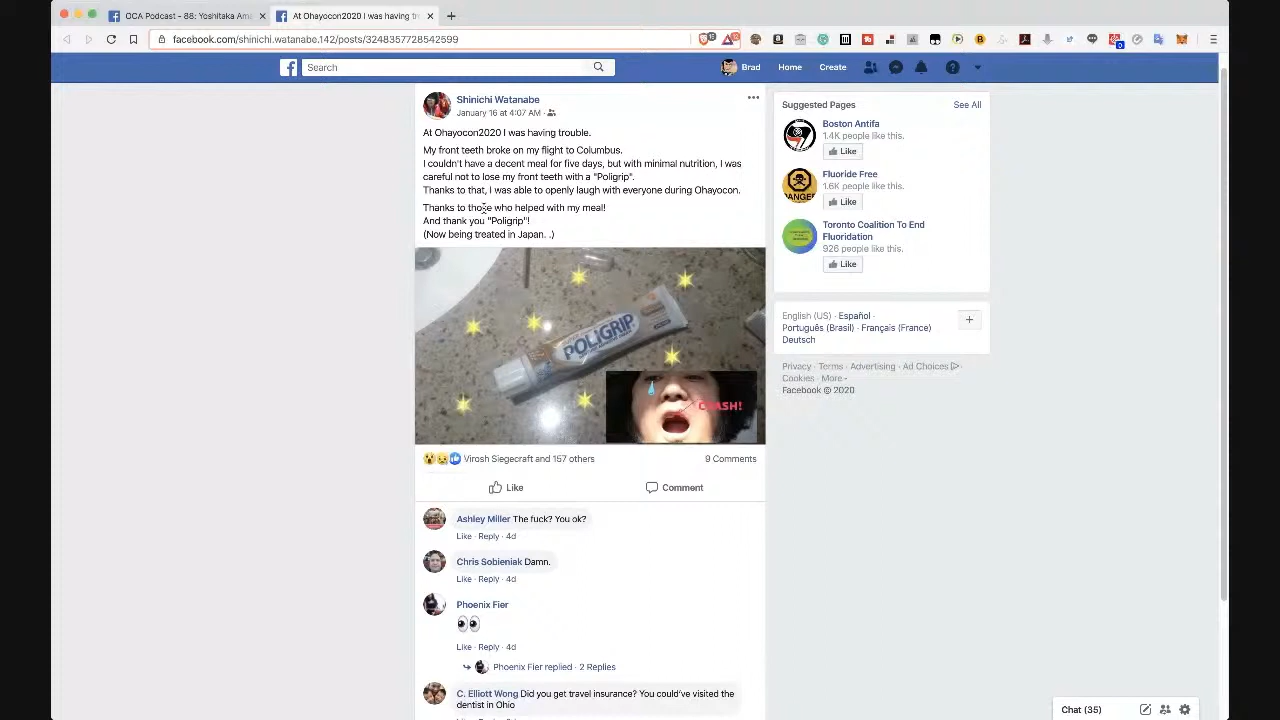 OCA Podcast - 88: Yoshitaka Ama
At Ohayocon2020 I was having tr
facebook.com/shinichi.watanabe.142/posts/3248357728542599
Search
Brad
Home
Create
Shinichi Watanabe
January 16 at 4:07 AM ·
At Ohayocon2020 I was having trouble.
My front teeth broke on my flight to Columbus.
I couldn't have a decent meal for five days, but with minimal nutrition, I was
careful not to lose my front teeth with a "Poligrip".
Thanks to that, I was able to openly laugh with everyone during Ohayocon.
Thanks to those who helped with my meal!
And thank you "Poligrip"!
(Now being treated in Japan. .)
POLIGRIP
CRASH!
Virosh Siegecraft and 157 others
9 Comments
Like
Comment
Ashley Miller The fuck? You ok?
Like · Reply · 4d
Chris Sobieniak Damn.
Like · Reply · 4d
Phoenix Fier
Like · Reply · 4d
Phoenix Fier replied · 2 Replies
C. Elliott Wong Did you get travel insurance? You could've visited the
dentist in Ohio
Suggested Pages
See All
Boston Antifa
1.4K people like this.
Like
Fluoride Free
1.6K people like this.
Like
DANGER
Toronto Coalition To End
Fluoridation
926 people like this.
Like
English (US) · Español ·
Português (Brasil) · Français (France)
Deutsch
Privacy · Terms · Advertising · Ad Choices
Cookies · More
Facebook © 2020
Chat (35)